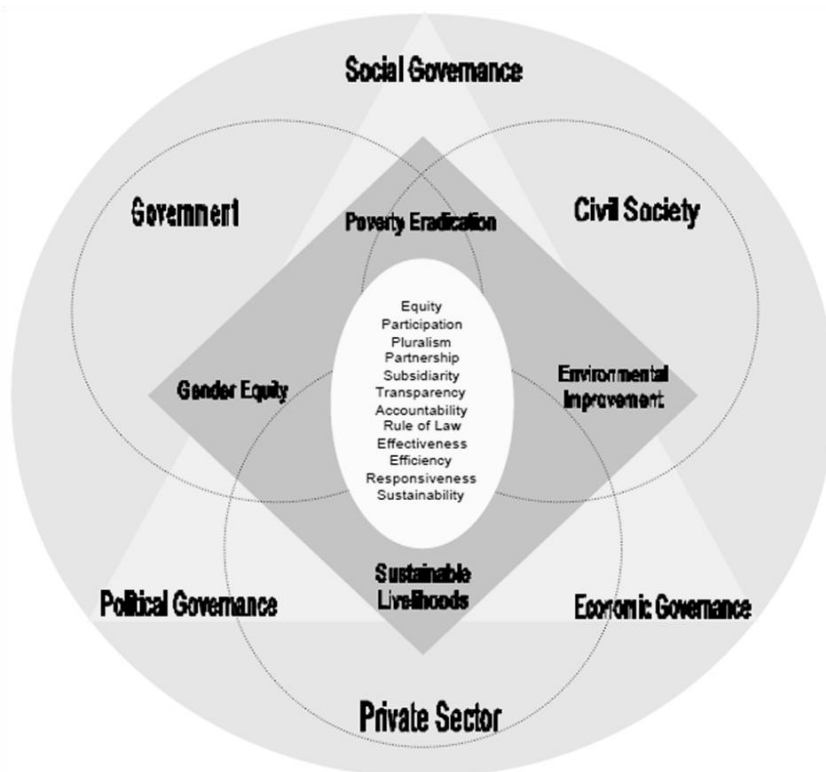 Social Governance
Government
Civil Society
Poverty Eradication
Equity
Participation
Pluralism
Partnership
Subsidiarity
Transparency
Accountability
Rule of Law
Effectiveness
Efficiency
Responsiveness
Sustainability
Gender Equity
Environmental
Improvement
Sustainable
Livelihoods
Political Governance
Economic Governance
Private Sector